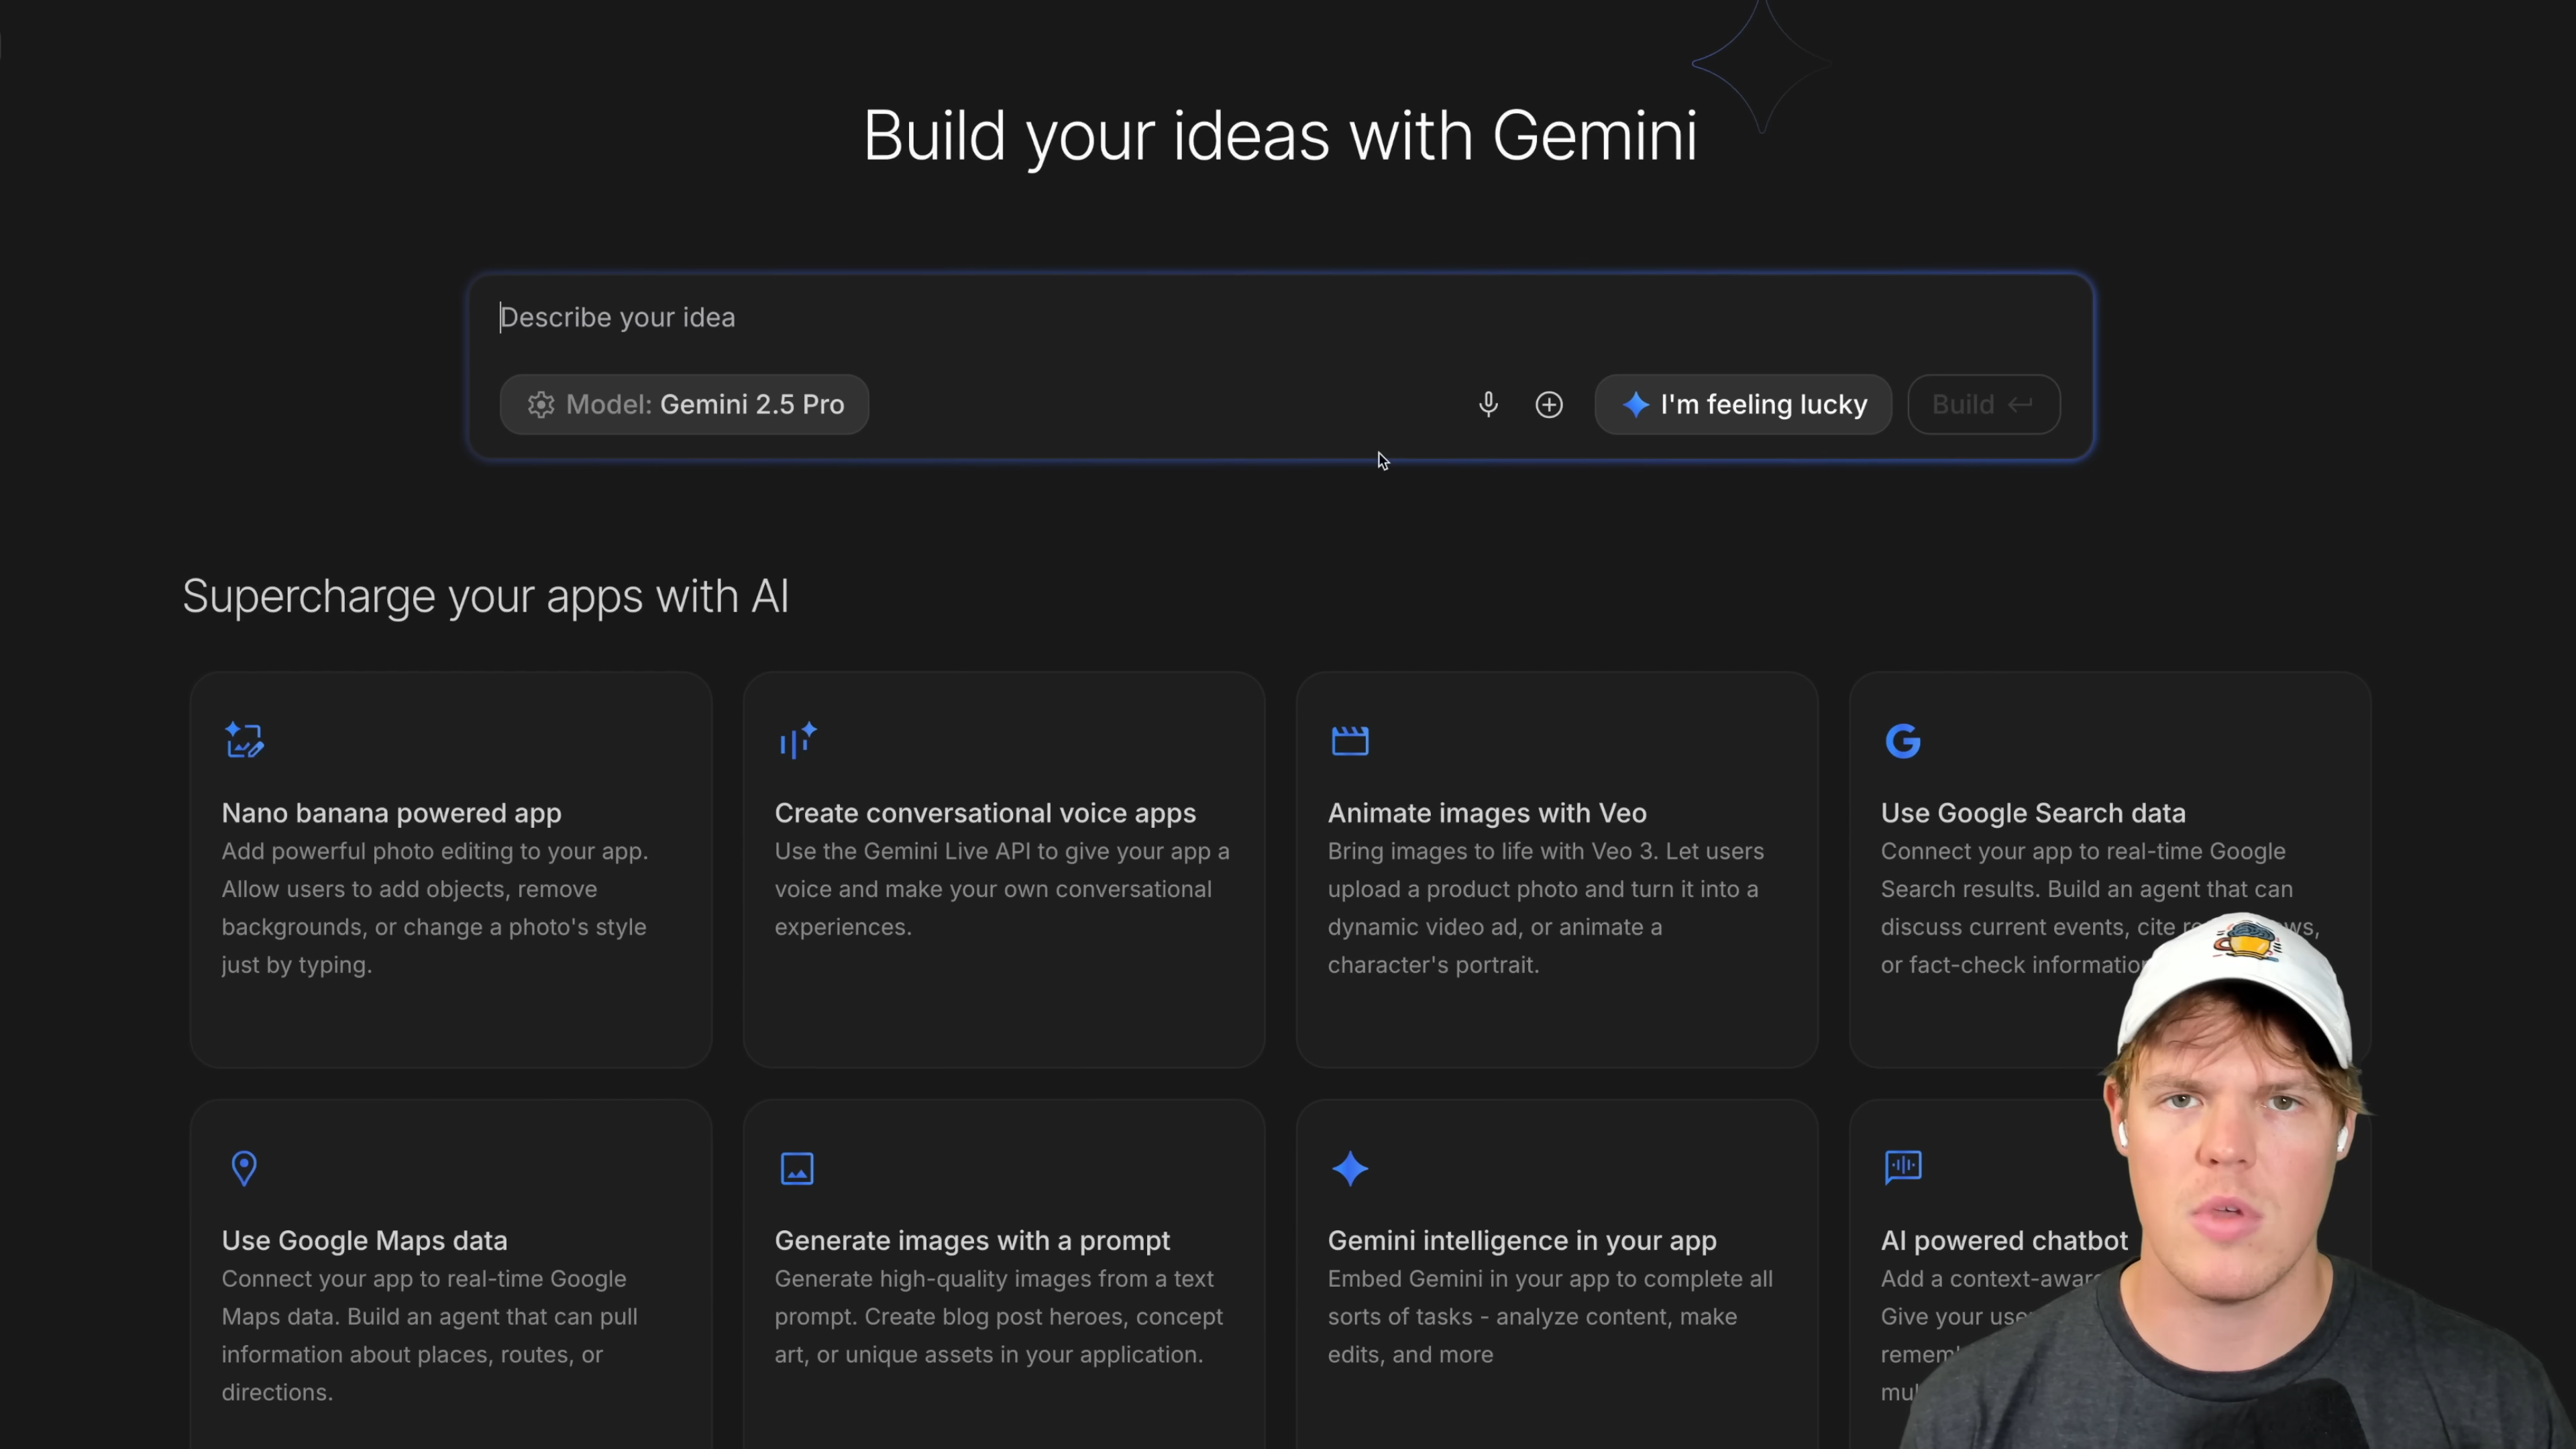 Build your ideas with Gemini
Describe your idea
Model: Gemini 2.5 Pro
I'm feeling lucky
Build
Supercharge your apps with AI
Nano banana powered app
Add powerful photo editing to your app.
Allow users to add objects, remove
backgrounds, or change a photo's style
just by typing.
Create conversational voice apps
Use the Gemini Live API to give your app a
voice and make your own conversational
experiences.
Animate images with Veo
Bring images to life with Veo 3. Let users
upload a product photo and turn it into a
dynamic video ad, or animate a
character's portrait.
Use Google Search data
Connect your app to real-time Google
Search results. Build an agent that can
discuss current events, cite
or fact-check
Use Google Maps data
Connect your app to real-time Google
Maps data. Build an agent that can pull
information about places, routes, or
directions.
Generate images with a prompt
Generate high-quality images from a text
prompt. Create blog post heroes, concept
art, or unique assets in your application.
Gemini intelligence in your app
Embed Gemini in your app to complete all
sorts of tasks - analyze content, make
edits, and more
AI powered chatbot
Add a
Give your